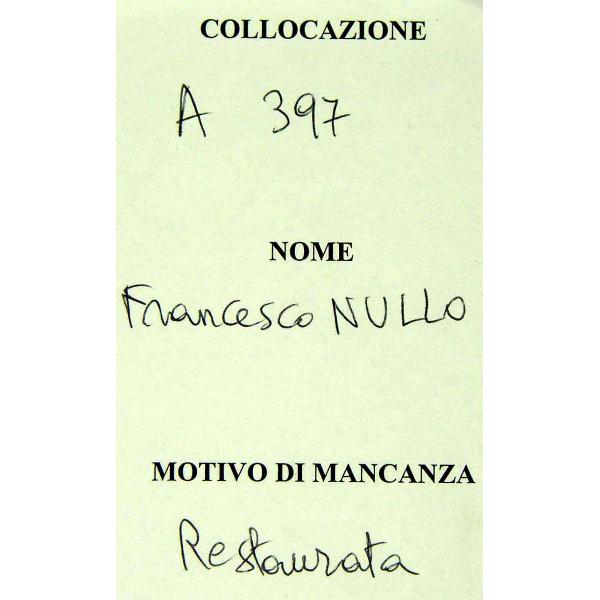 COLLOCAZIONE
A 397
NOME
Francesco NULLO
MOTIVO DI MANCANZA
Restaurata